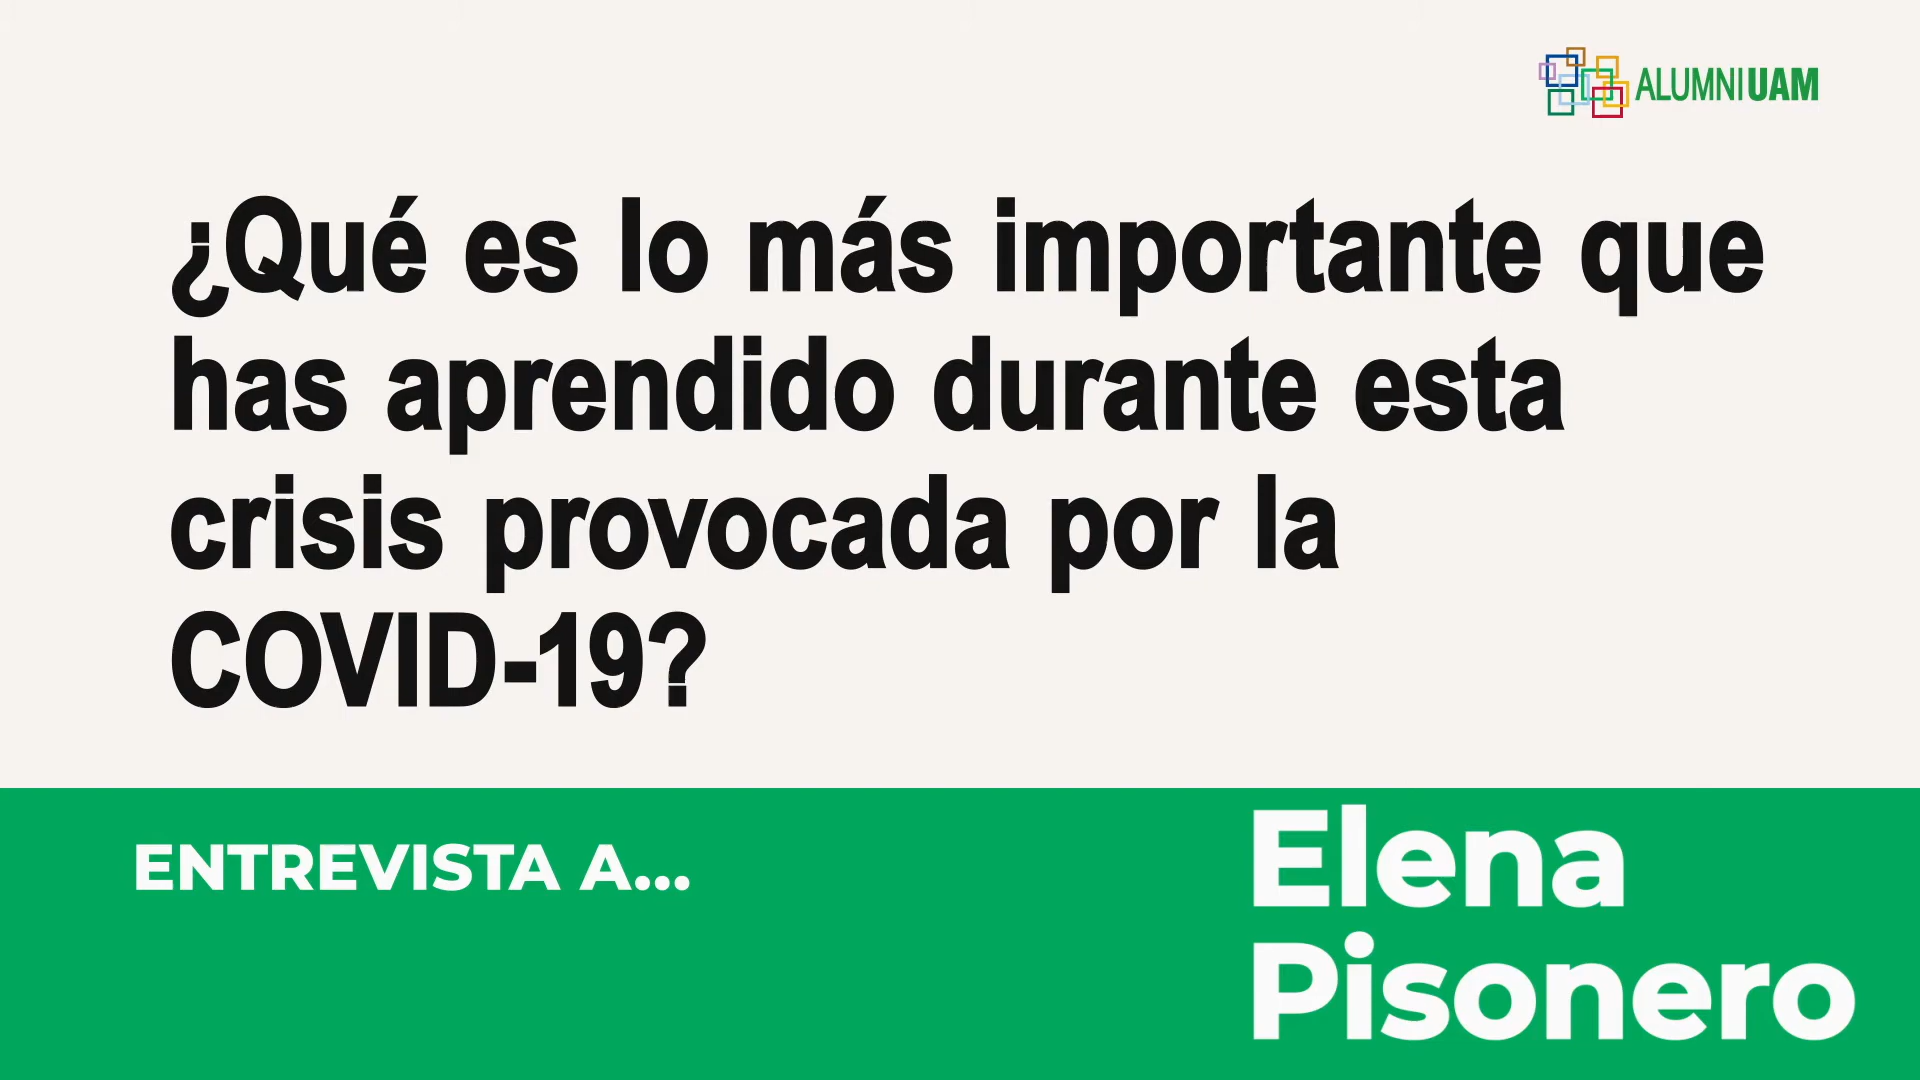 ALUMNIUAM
¿Qué es lo más importante que
has aprendido durante esta
crisis provocada por la
COVID-19?
ENTREVISTA A...
Elena
Pisonero